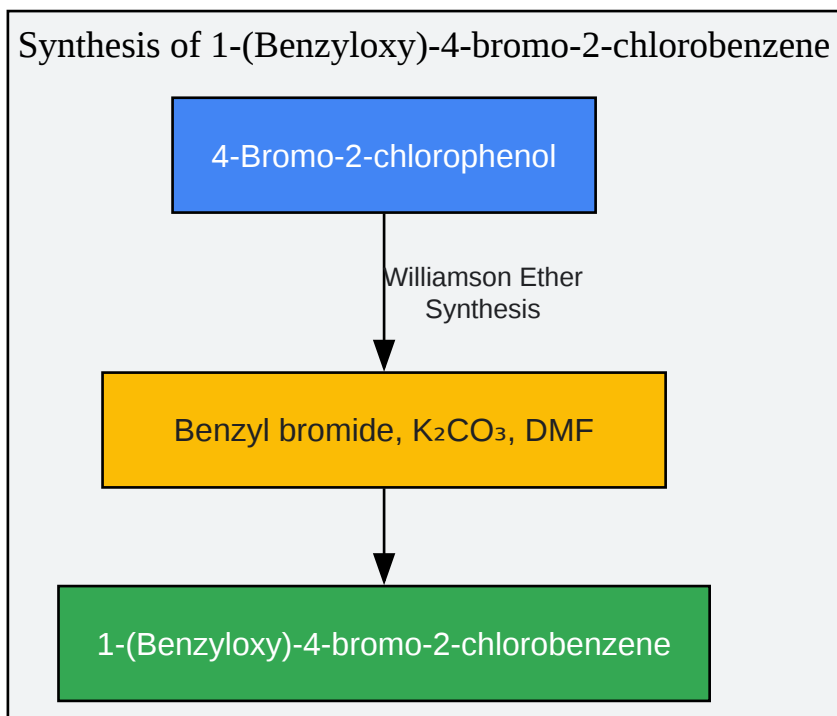 Synthesis of 1-(Benzyloxy)-4-bromo-2-chlorobenzene
4-Bromo-2-chlorophenol
Williamson Ether
Synthesis
Benzyl bromide, K₂CO₃, DMF
1-(Benzyloxy)-4-bromo-2-chlorobenzene